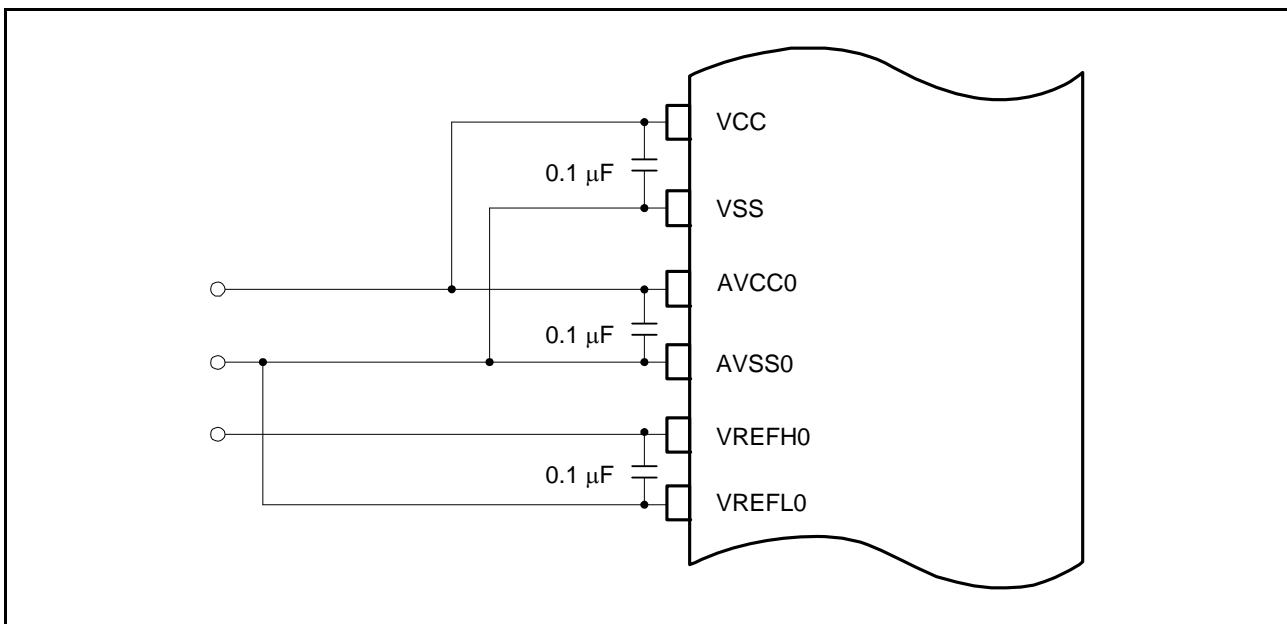 VCC
0.1 μF
VSS
AVCC0
0.1 μF
AVSS0
VREFH0
0.1 μF
VREFL0